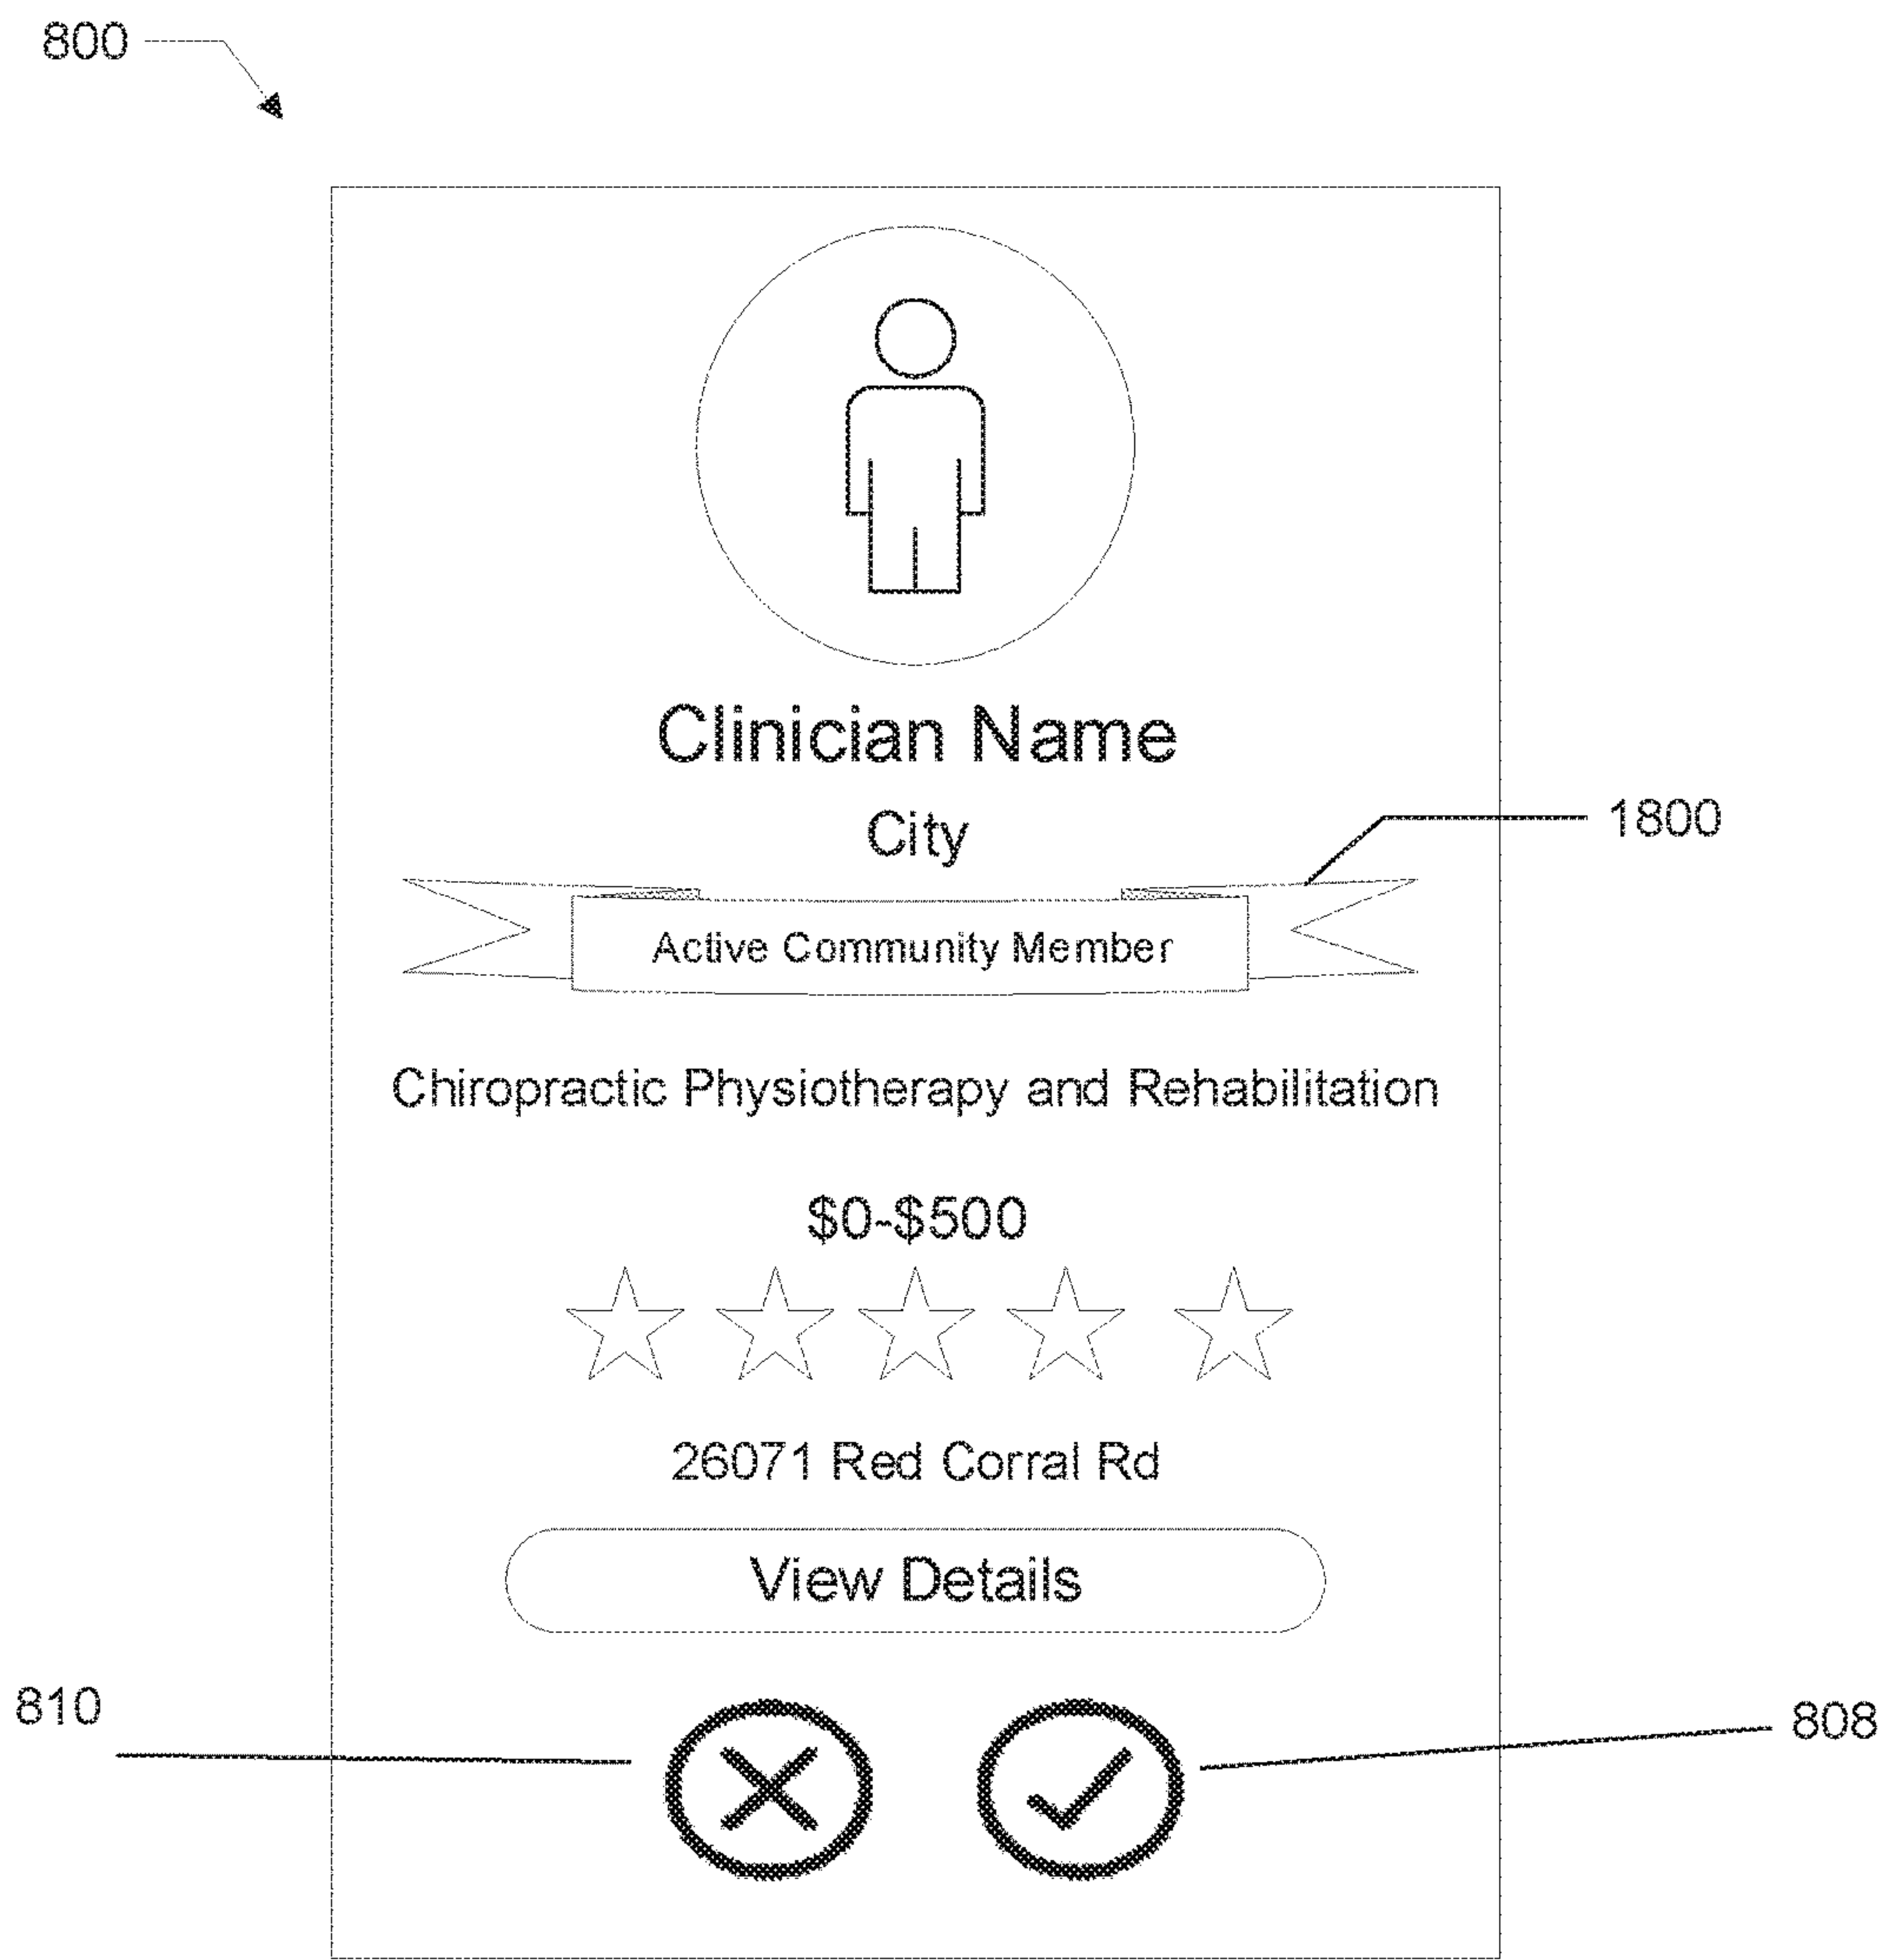 800
Clinician Name
City
1800
Active Community Member
Chiropractic Physiotherapy and Rehabilitation
$0-$500
26071 Red Corral Rd
View Details
810
808